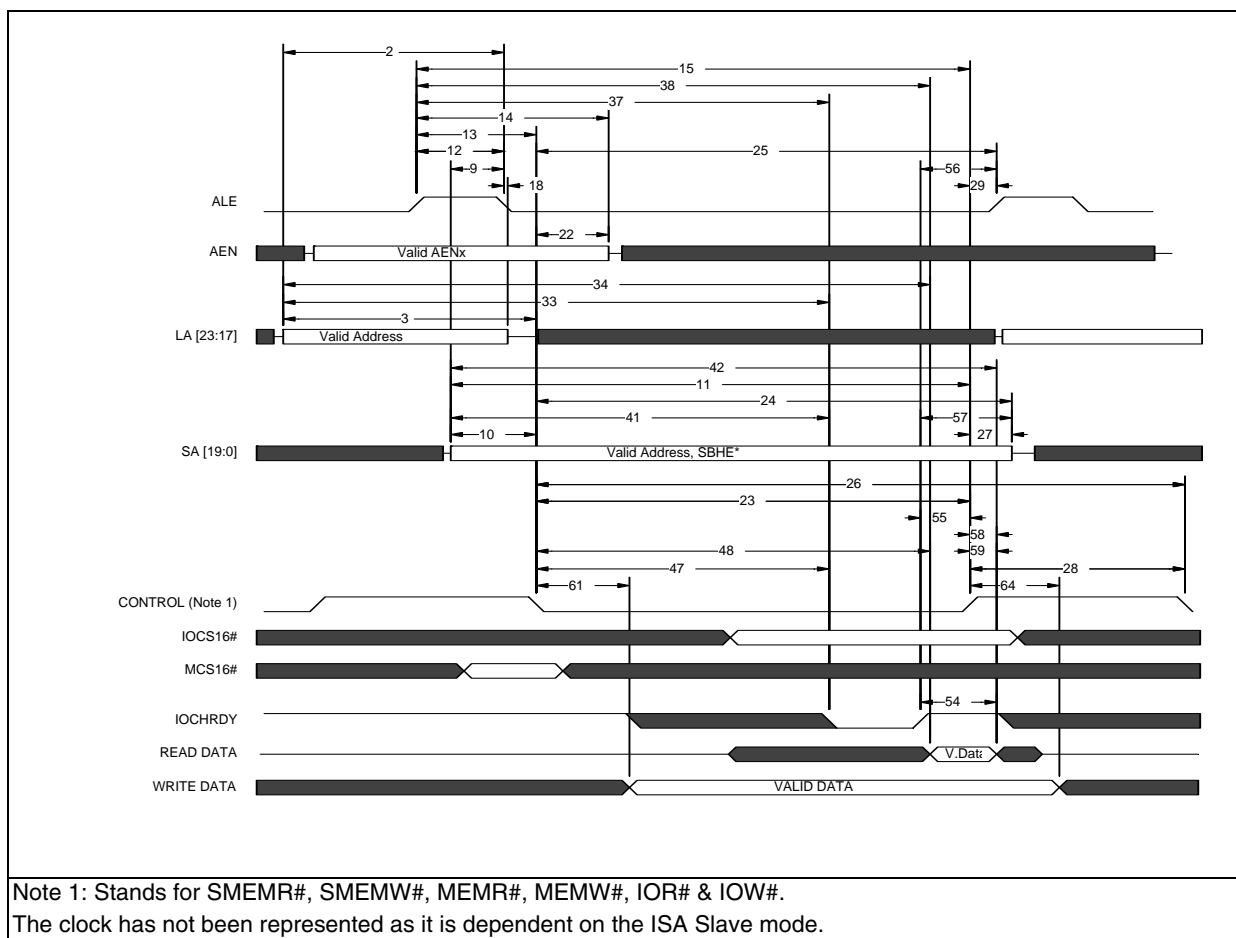 2
15
38
37
14
13
12
25
9
56
18
29
ALE
22
AEN
Valid AENx
34
33
3
LA [23:17]
Valid Address
42
11
24
41
57
10
27
SA [19:0]
Valid Address, SBHE*
26
23
55
58
48
59
47
28
61
64
CONTROL (Note 1)
IOCS16#
MCS16#
54
IOCHRDY
READ DATA
V.Data
WRITE DATA
VALID DATA
Note 1: Stands for SMEMR#, SMEMW#, MEMR#, MEMW#, IOR# & IOW#.
The clock has not been represented as it is dependent on the ISA Slave mode.